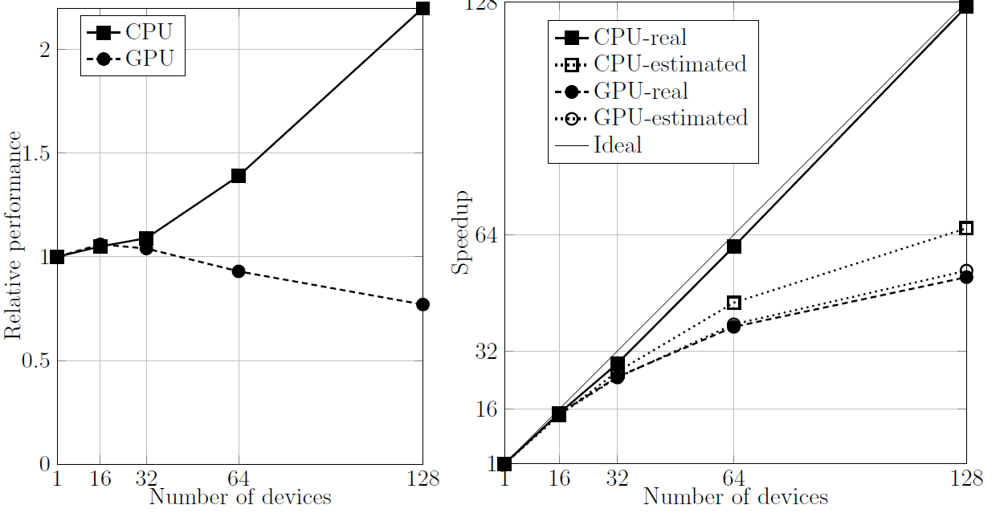 CPU
GPU
2
1.5
1
0.5
0
1 16 32 64 128
Number of devices
Relative performance
CPU-real
CPU-estimated
GPU-real
GPU-estimated
Ideal
128
64
32
16
1
1 16 32 64 128
Number of devices
Speedup